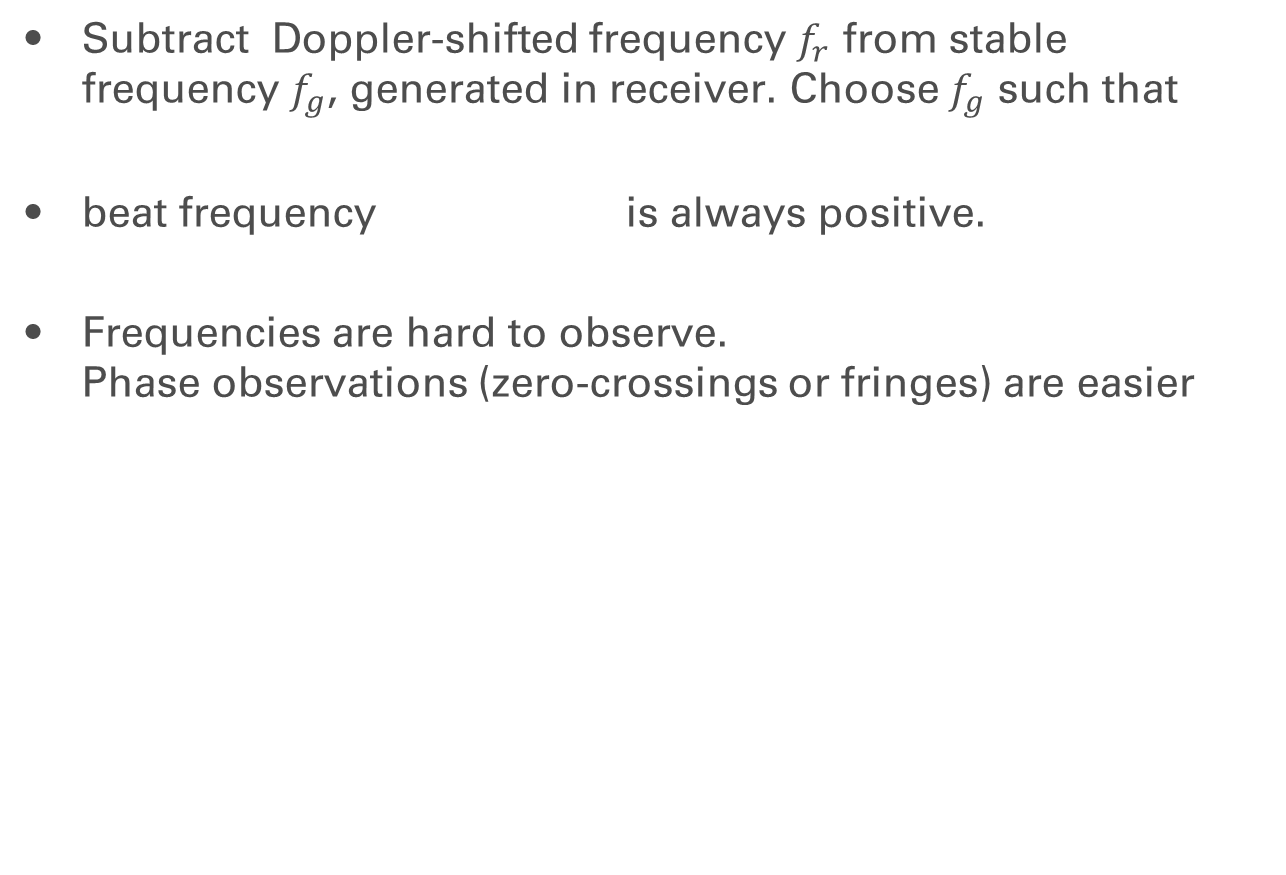 • Subtract  Doppler-shifted frequency f_r from stable
frequency f_g, generated in receiver. Choose f_g such that
• beat frequency is always positive.
• Frequencies are hard to observe.
Phase observations (zero-crossings or fringes) are easier